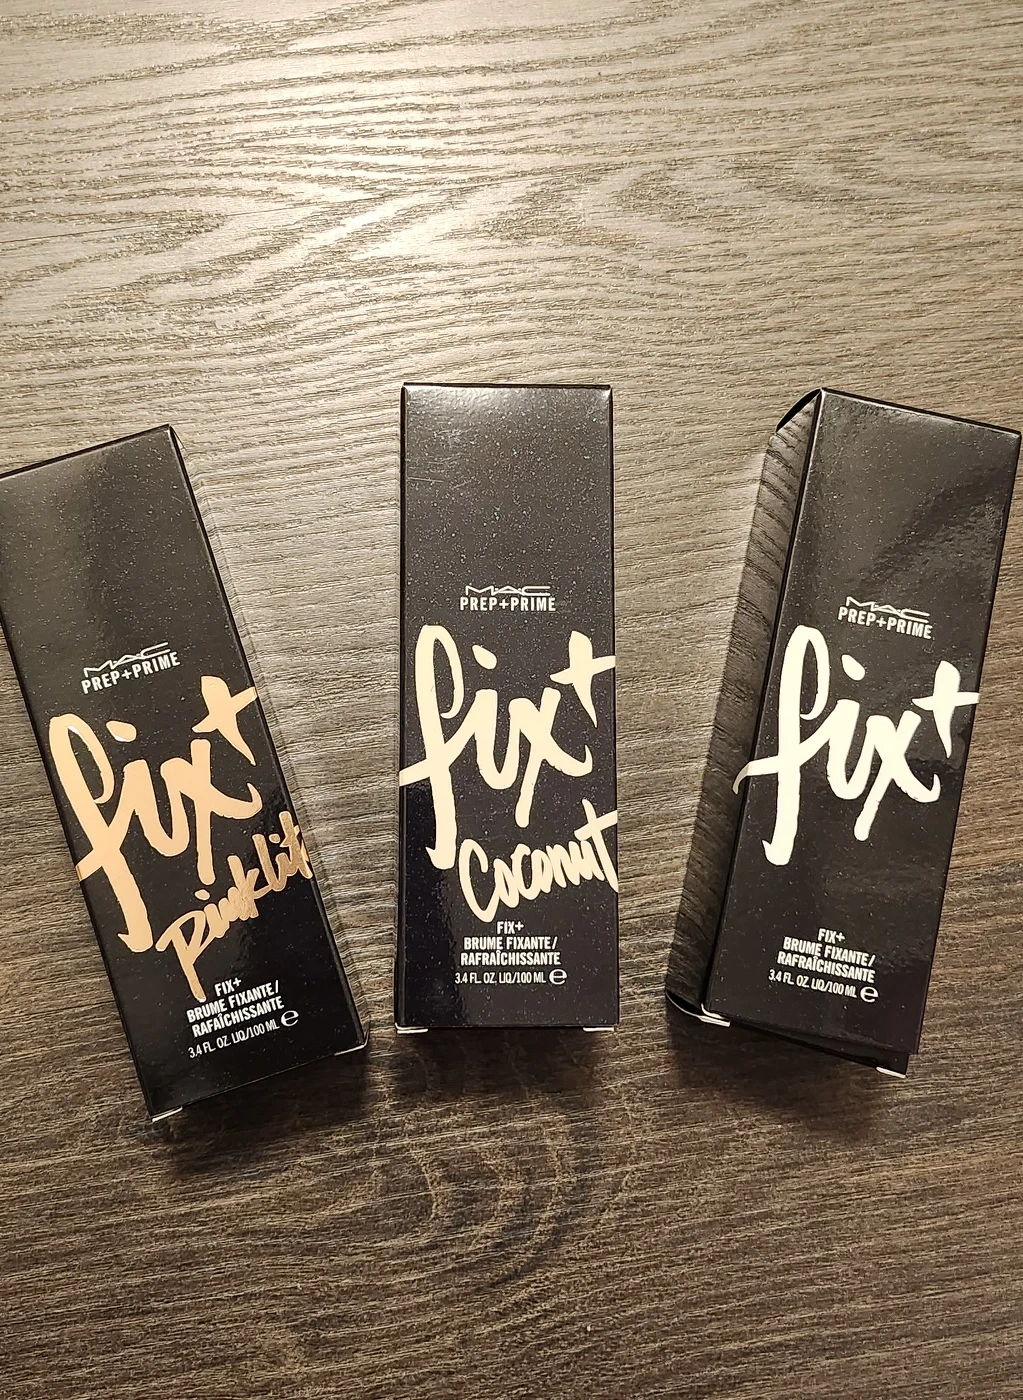 MAC
PREP+PRIME
fix+
Pinklite
FIX+
BRUME FIXANTE/
RAFRAÎCHISSANTE
3.4 FL. OZ. LIQ/100 ML ℮
MAC
PREP+PRIME
fix+
Coconut
FIX+
BRUME FIXANTE/
RAFRAÎCHISSANTE
3.4 FL. OZ. LIQ/100 ML ℮
MAC
PREP+PRIME
fix+
FIX+
BRUME FIXANTE/
RAFRAÎCHISSANTE
3.4 FL. OZ. LIQ/100 ML ℮